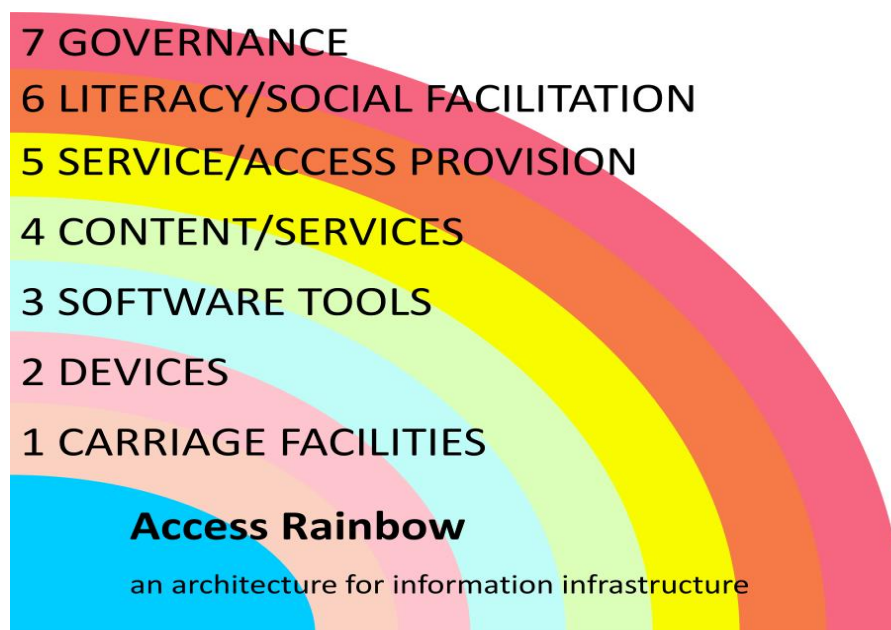 7 GOVERNANCE
6 LITERACY/SOCIAL FACILITATION
5 SERVICE/ACCESS PROVISION
4 CONTENT/SERVICES
3 SOFTWARE TOOLS
2 DEVICES
1 CARRIAGE FACILITIES
Access Rainbow
an architecture for information infrastructure